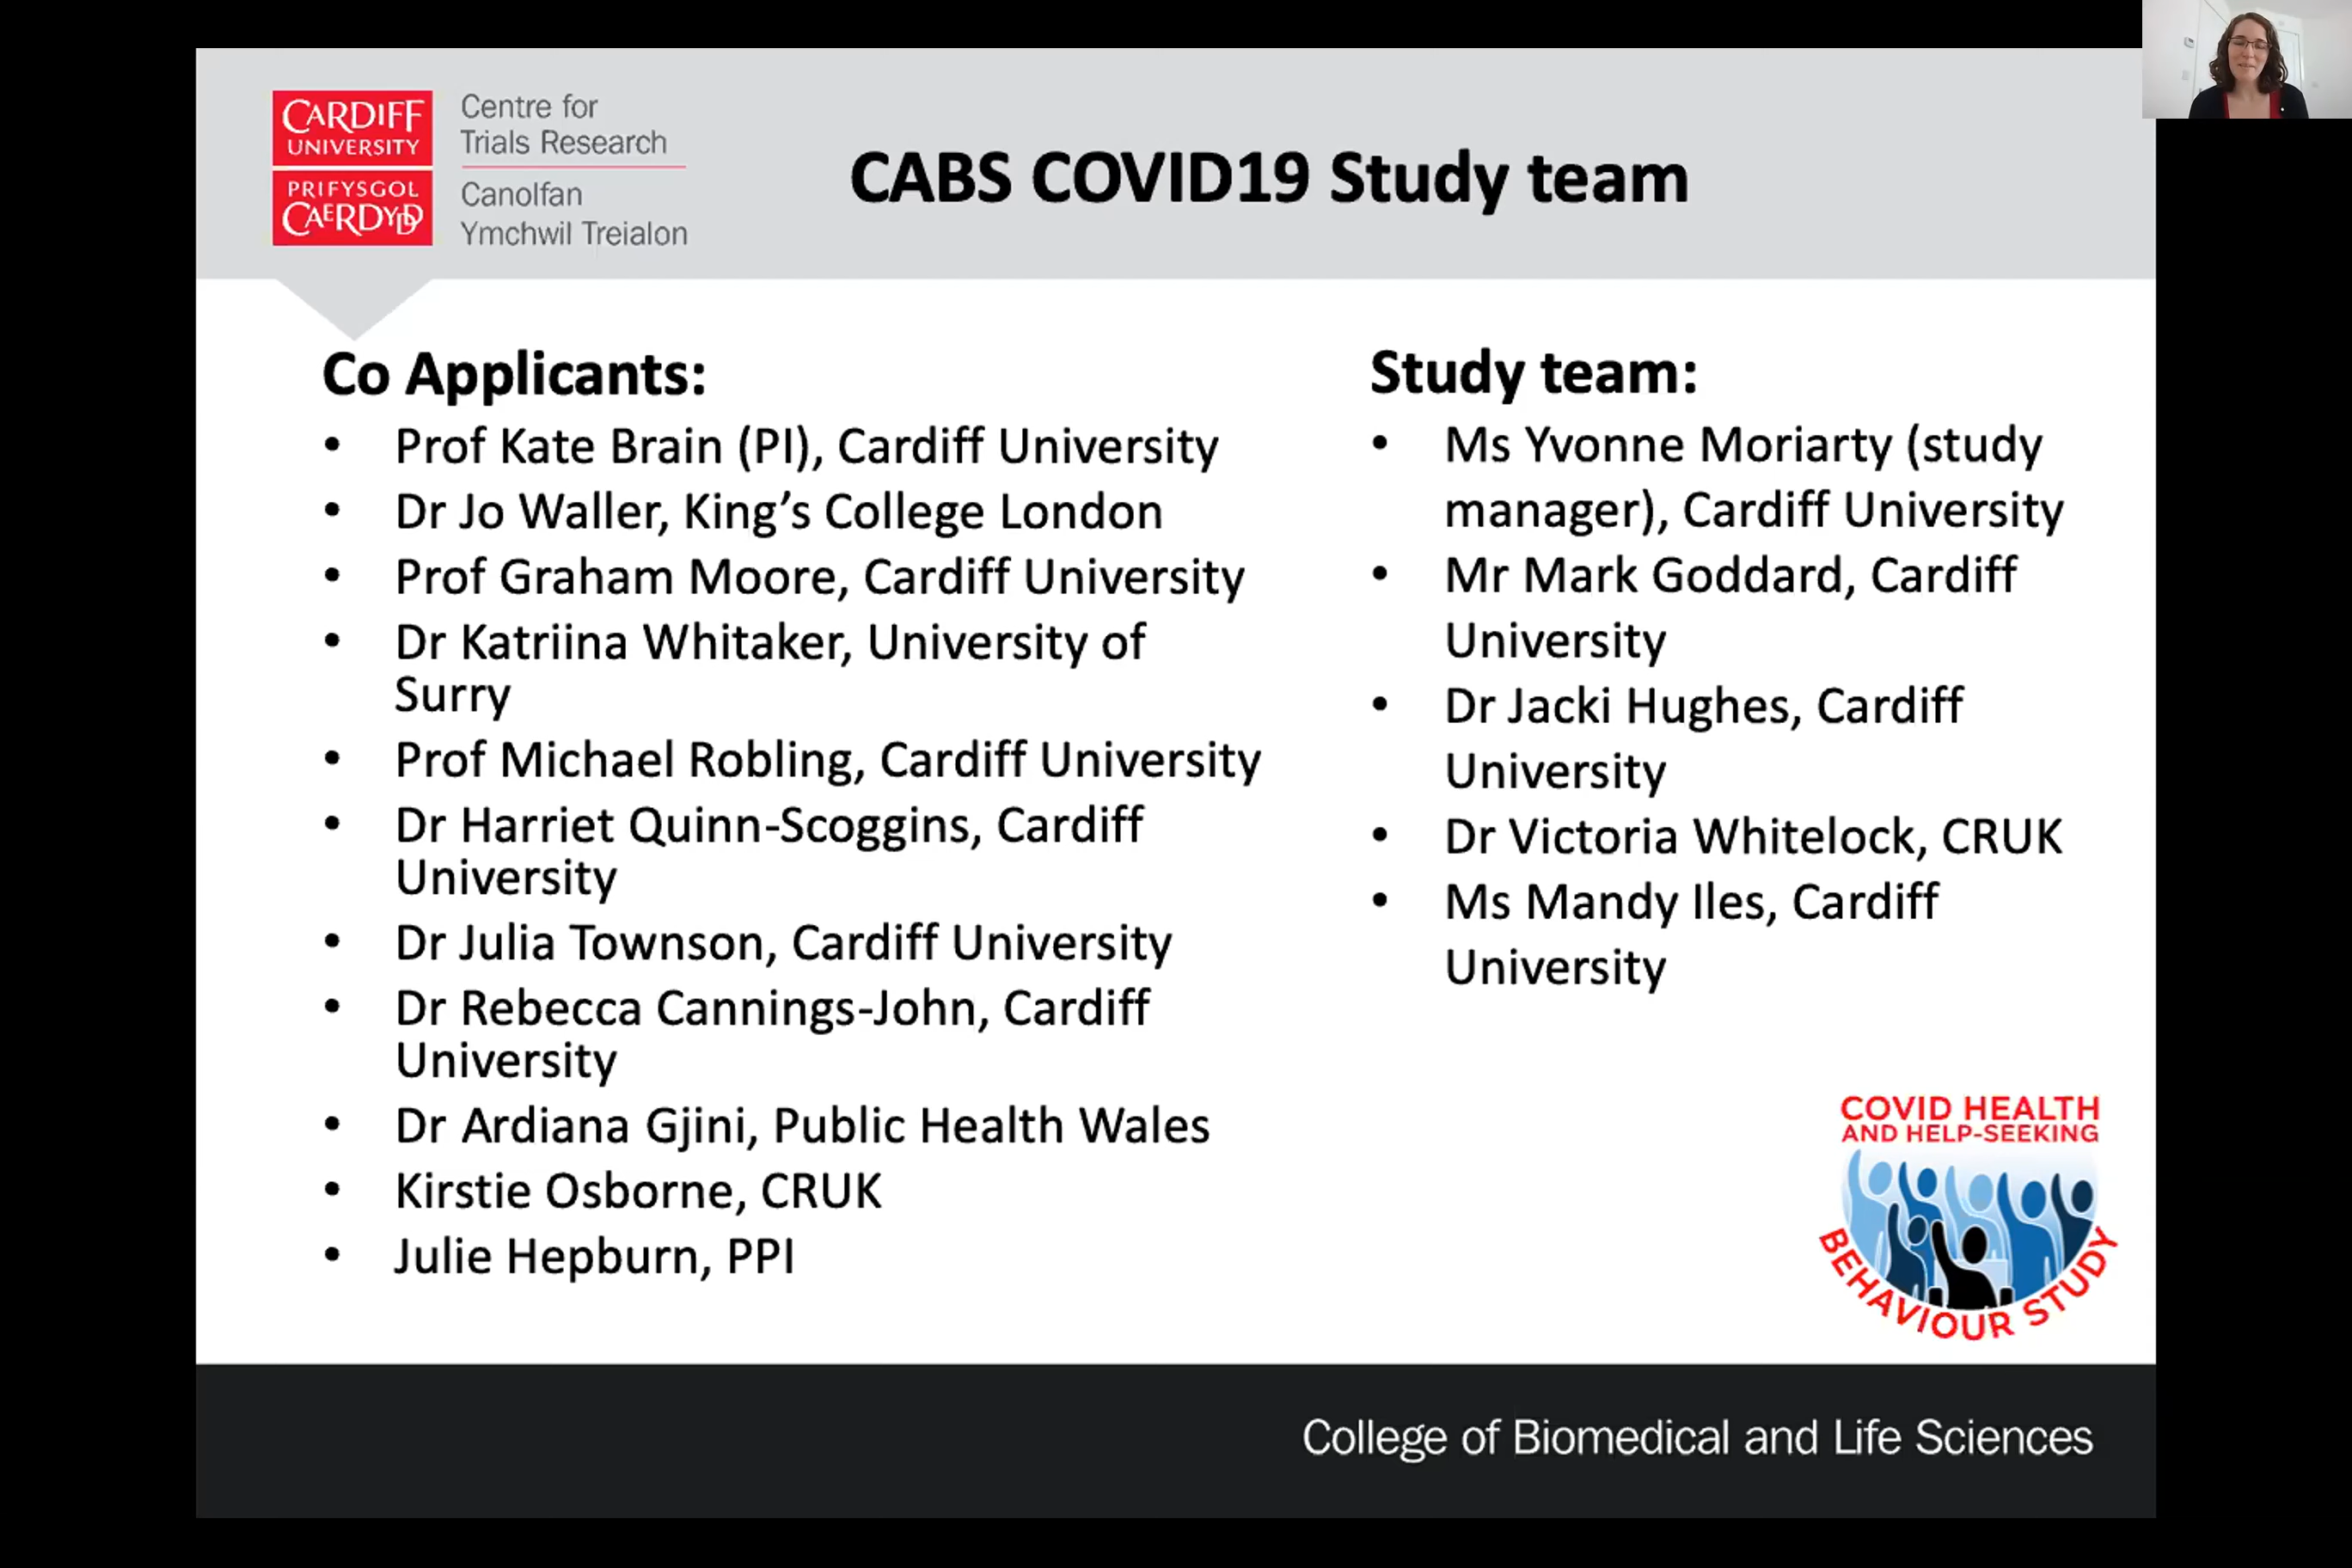 CARDIFF
UNIVERSITY
PRIFYSGOL
CAERDYDD
Centre for
Trials Research
Canolfan
Ymchwil Treialon
CABS COVID19 Study team
Co Applicants:
• Prof Kate Brain (PI), Cardiff University
• Dr Jo Waller, King’s College London
• Prof Graham Moore, Cardiff University
• Dr Katriina Whitaker, University of
Surry
• Prof Michael Robling, Cardiff University
• Dr Harriet Quinn-Scoggins, Cardiff
University
• Dr Julia Townson, Cardiff University
• Dr Rebecca Cannings-John, Cardiff
University
• Dr Ardiana Gjini, Public Health Wales
• Kirstie Osborne, CRUK
• Julie Hepburn, PPI
Study team:
• Ms Yvonne Moriarty (study
manager), Cardiff University
• Mr Mark Goddard, Cardiff
University
• Dr Jacki Hughes, Cardiff
University
• Dr Victoria Whitelock, CRUK
• Ms Mandy Iles, Cardiff
University
COVID HEALTH
AND HELP-SEEKING
BEHAVIOUR STUDY
College of Biomedical and Life Sciences